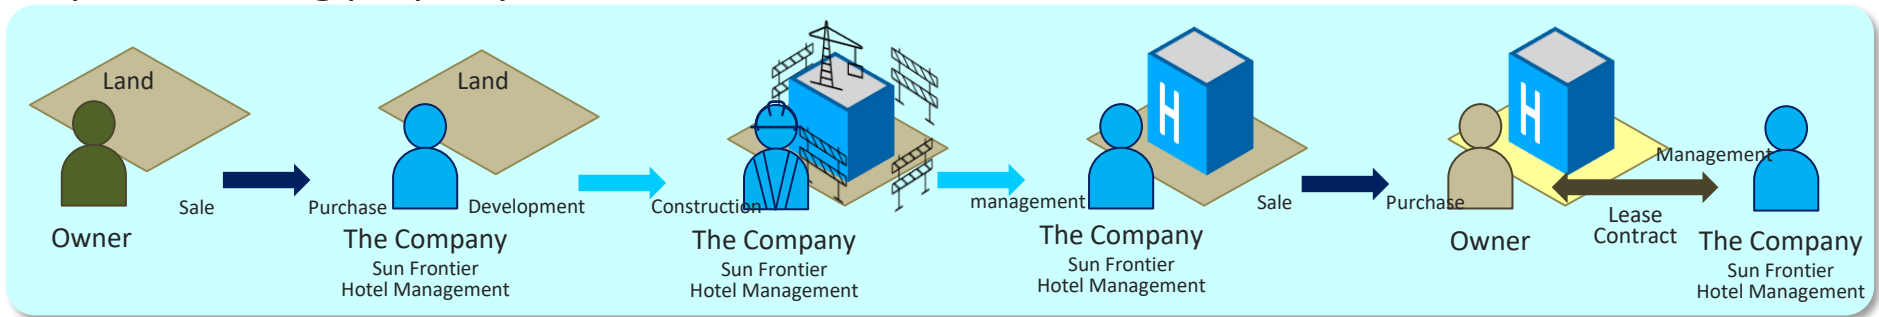 Land
Owner
Sale
Purchase
Land
The Company
Sun Frontier
Hotel Management
Development
Construction
The Company
Sun Frontier
Hotel Management
management
H
The Company
Sun Frontier
Hotel Management
Sale
Purchase
H
Owner
Management
Lease
Contract
The Company
Sun Frontier
Hotel Management